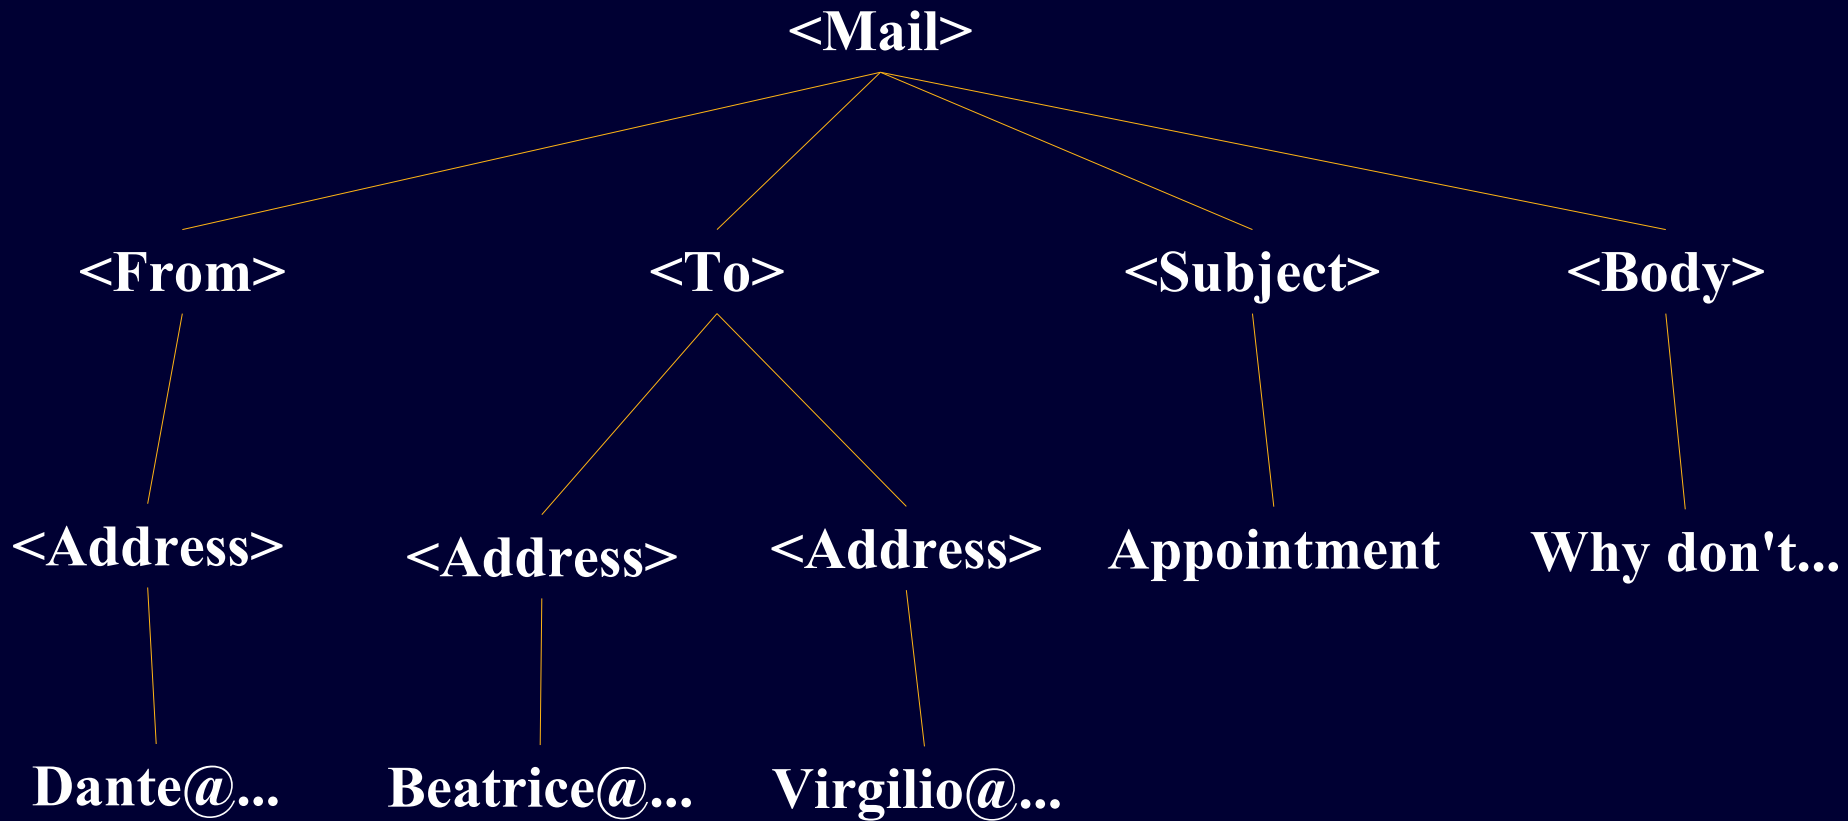 <Mail>
<From> <To> <Subject> <Body>
<Address> <Address> <Address> Appointment Why don't...
Dante@... Beatrice@... Virgilio@...